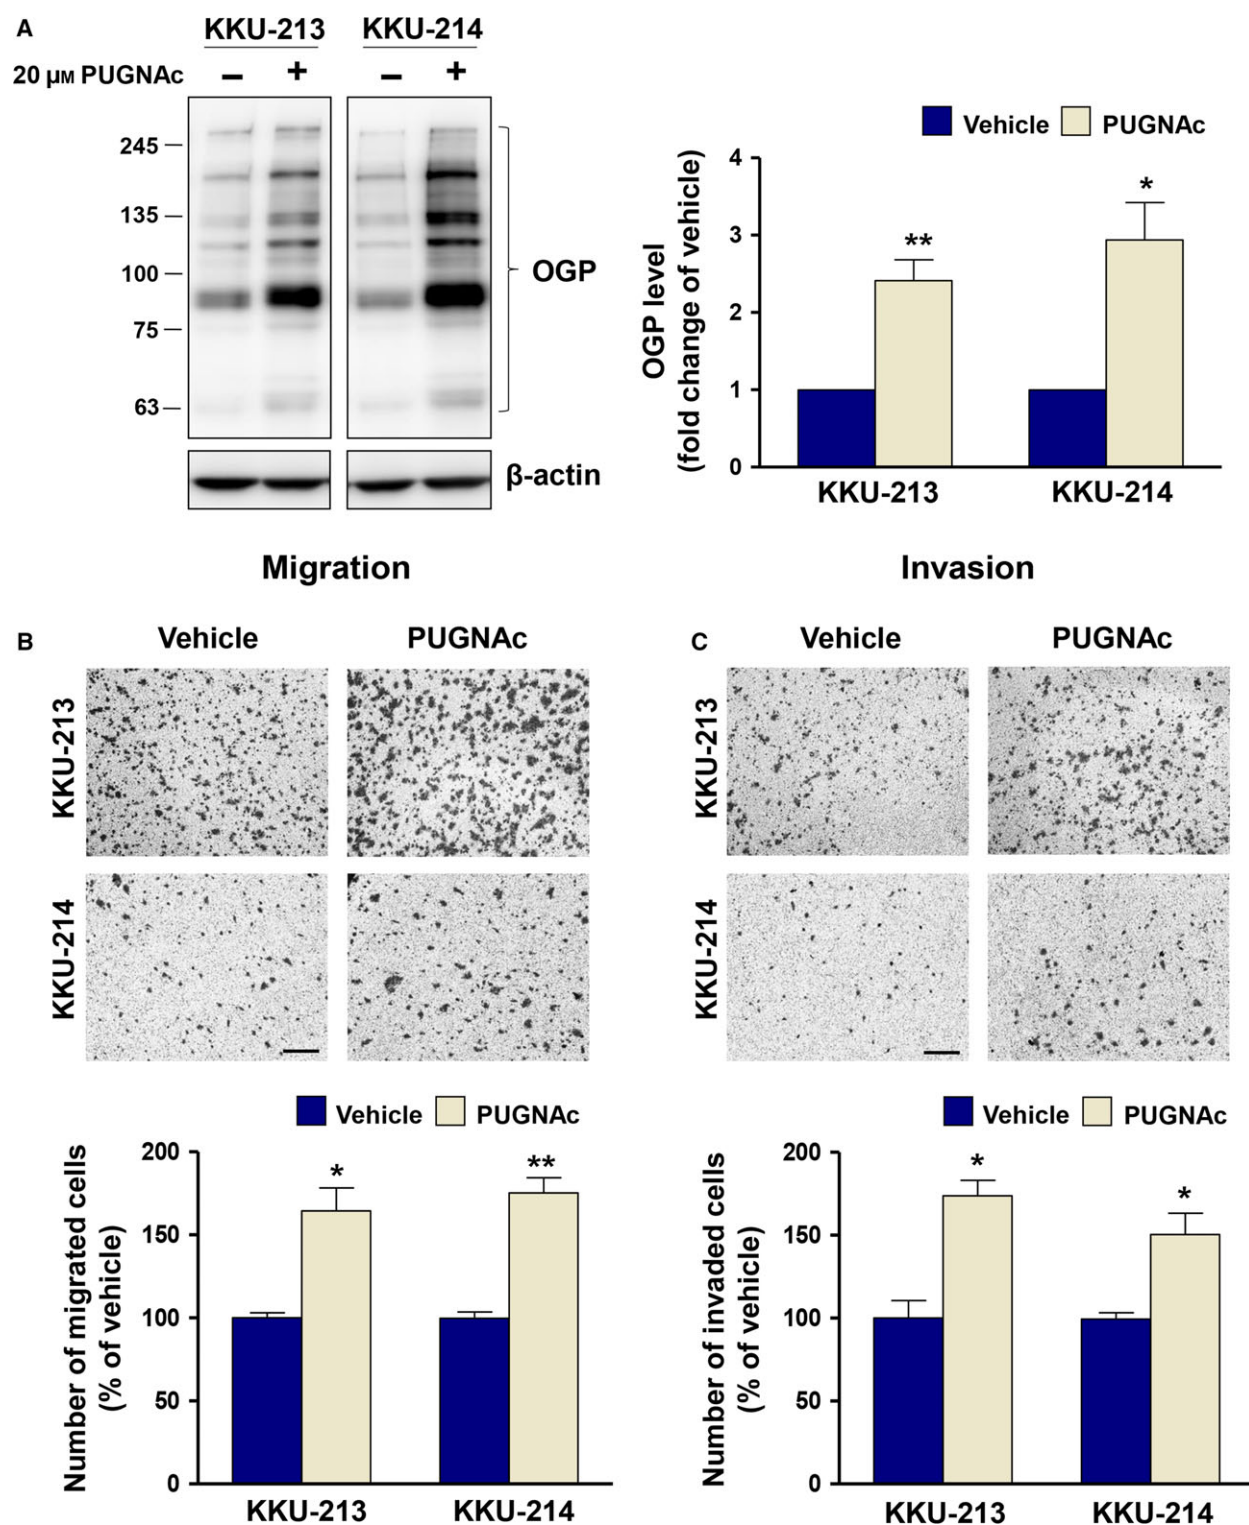 A
KKU-213 KKU-214
20 μM PUGNAc − + − +
245
135
100
75
63
OGP
β-actin
Vehicle PUGNAc
OGP level
(fold change of vehicle)
4
3
2
1
0
**
*
KKU-213 KKU-214
Migration
Invasion
B
Vehicle PUGNAc
KKU-213
KKU-214
Vehicle PUGNAc
Number of migrated cells
(% of vehicle)
200
150
100
50
0
*
**
KKU-213 KKU-214
C
Vehicle PUGNAc
KKU-213
KKU-214
Vehicle PUGNAc
Number of invaded cells
(% of vehicle)
200
150
100
50
0
*
*
KKU-213 KKU-214